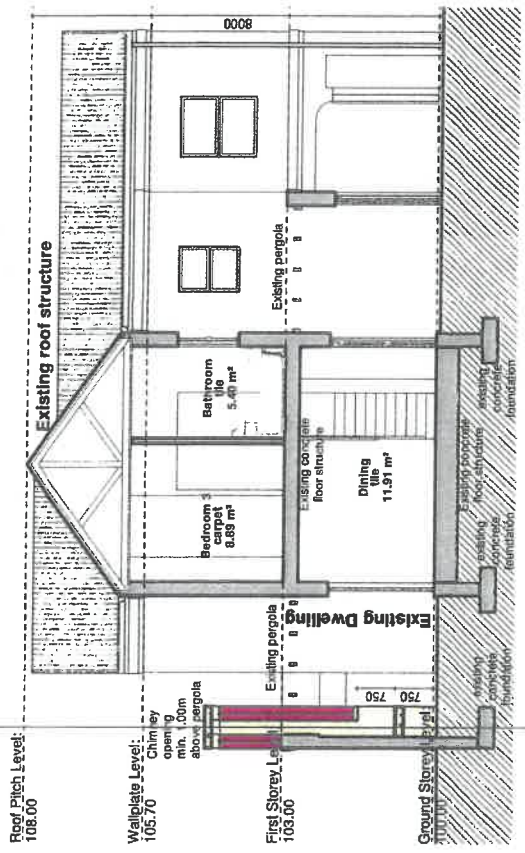 Roof Pitch Level:
108.00
Wallplate Level:
105.70
First Storey Level
103.00
Ground Storey Level
100.00
Chimney
opening
min. 1.00m
above pergola
Existing roof structure
8000
Existing pergola
Existing pergola
Bedroom 3
carpet
8.89 m²
Bathroom
tile
5.40 m²
Existing concrete
floor structure
Dining
tile
11.91 m²
Existing Dwelling
750
750
Existing concrete
floor structure
existing
concrete
foundation
existing
concrete
foundation
existing
concrete
foundation